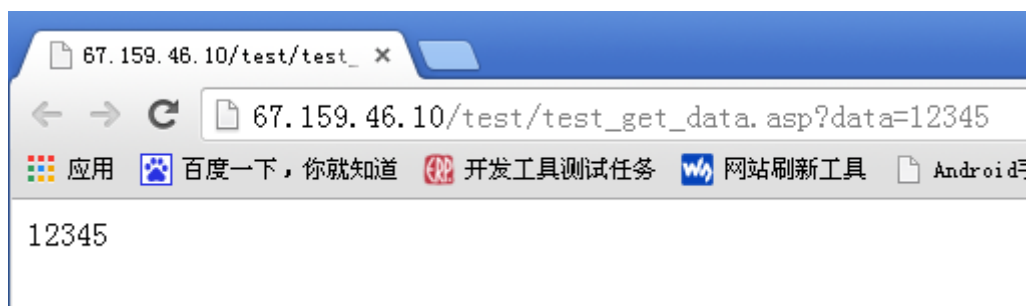 67.159.46.10/test/test_
67.159.46.10/test/test_get_data.asp?data=12345
应用 百度一下，你就知道 ERP 开发工具测试任务 网站刷新工具 Android
12345